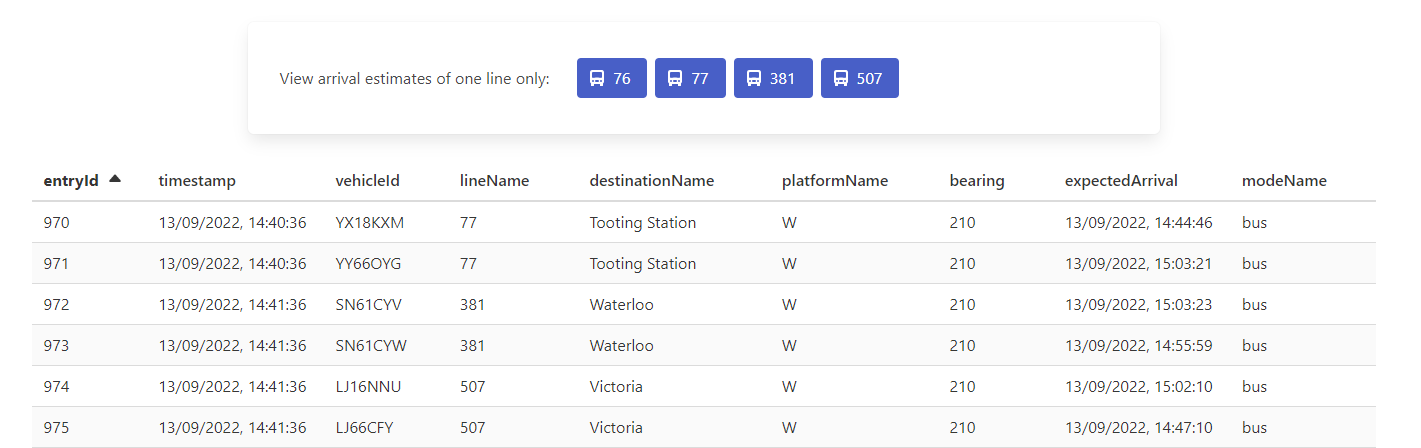 View arrival estimates of one line only: 76 77 381 507
entryId timestamp vehicleId lineName destinationName platformName bearing expectedArrival modeName
970 13/09/2022, 14:40:36 YX18KXM 77 Tooting Station W 210 13/09/2022, 14:44:46 bus
971 13/09/2022, 14:40:36 YY66OYG 77 Tooting Station W 210 13/09/2022, 15:03:21 bus
972 13/09/2022, 14:41:36 SN61CYV 381 Waterloo W 210 13/09/2022, 15:03:23 bus
973 13/09/2022, 14:41:36 SN61CYW 381 Waterloo W 210 13/09/2022, 14:55:59 bus
974 13/09/2022, 14:41:36 LJ16NNU 507 Victoria W 210 13/09/2022, 15:02:10 bus
975 13/09/2022, 14:41:36 LJ66CFY 507 Victoria W 210 13/09/2022, 14:47:10 bus